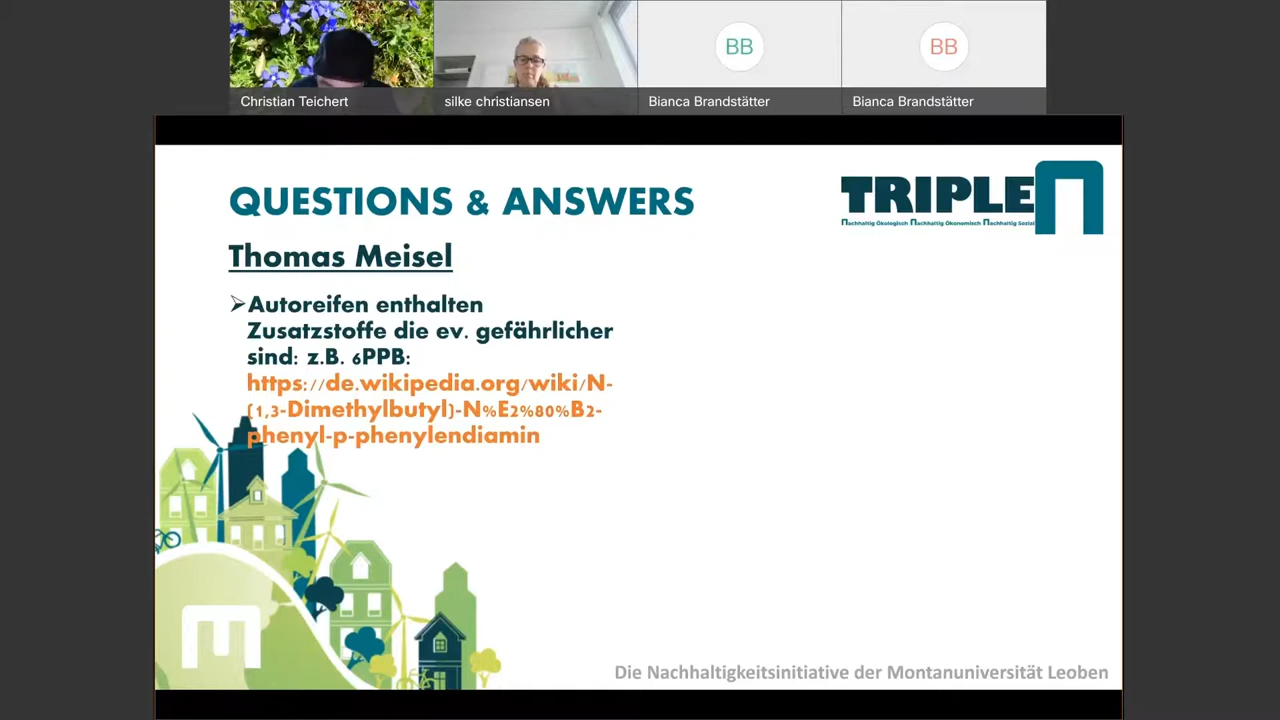 BB
BB
Christian Teichert
silke christiansen
Bianca Brandstätter
Bianca Brandstätter
QUESTIONS & ANSWERS
TRIPLE
Nachhaltig Ökologisch Nachhaltig Ökonomisch Nachhaltig Sozial
Thomas Meisel
➢Autoreifen enthalten
Zusatzstoffe die ev. gefährlicher
sind: z.B. 6PPB:
https://de.wikipedia.org/wiki/N-
(1,3-Dimethylbutyl)-N%E2%80%B2-
phenyl-p-phenylendiamin
Die Nachhaltigkeitsinitiative der Montanuniversität Leoben